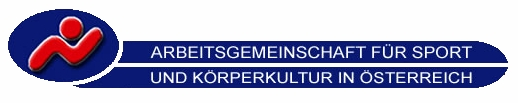 ARBEITSGEMEINSCHAFT FÜR SPORT
UND KÖRPERKULTUR IN ÖSTERREICH